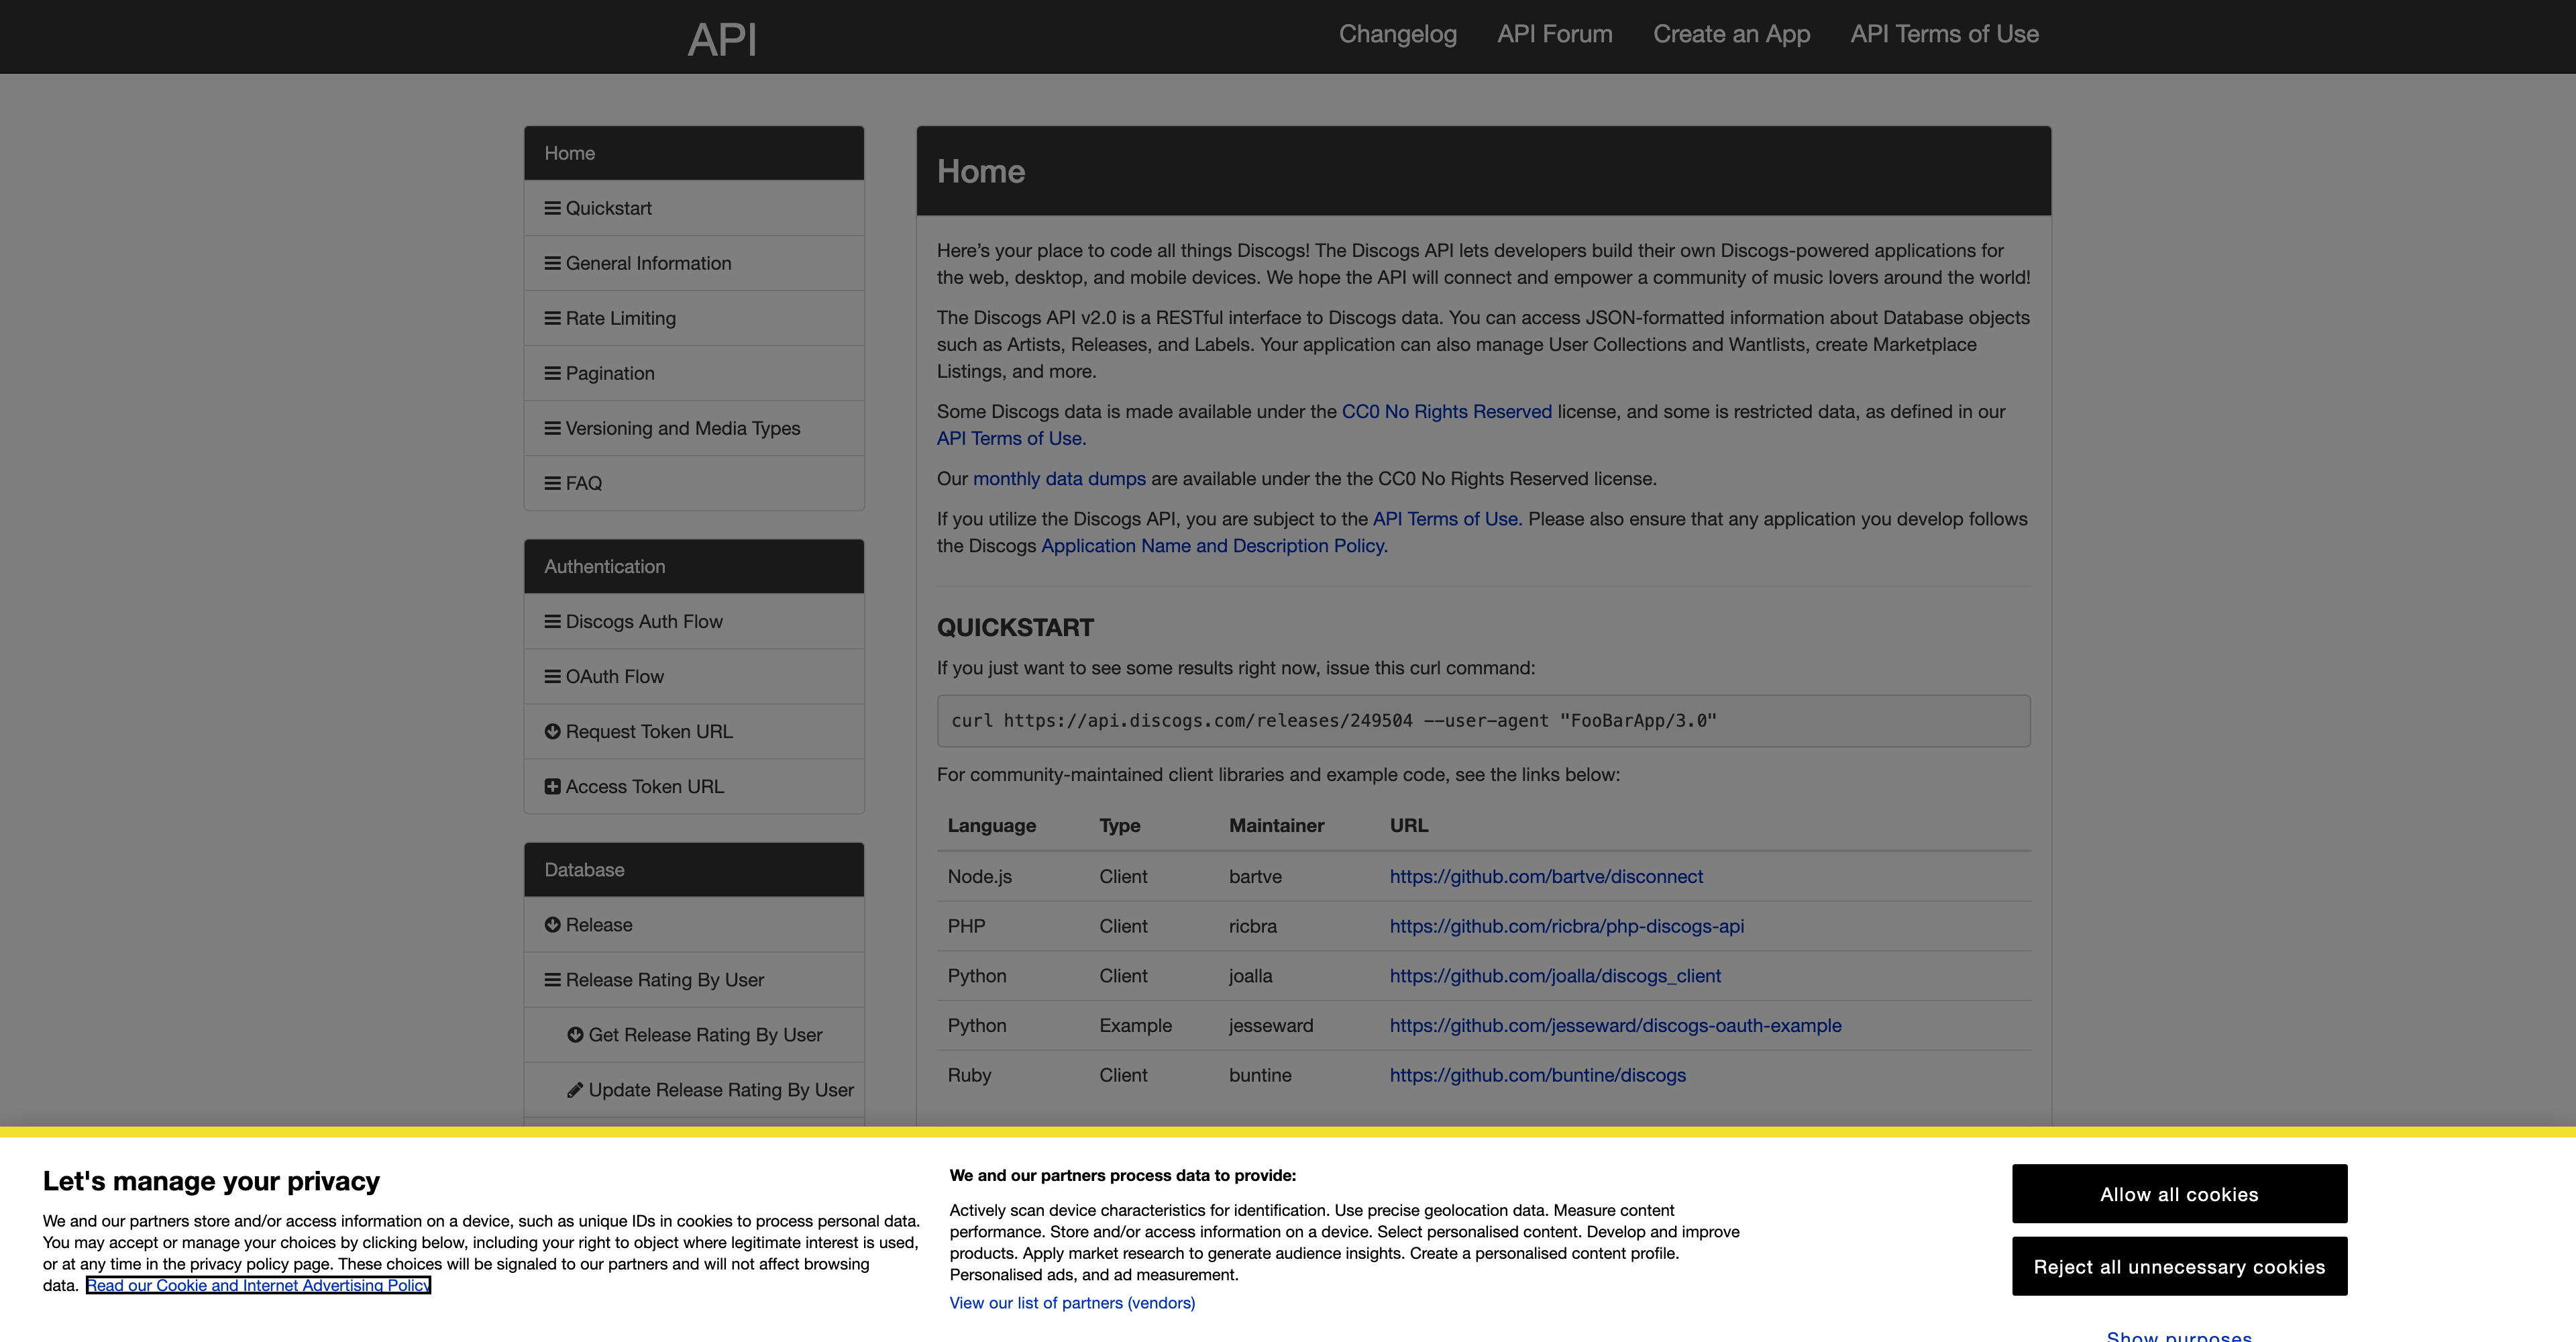 API
Changelog
API Forum
Create an App
API Terms of Use
Home
Quickstart
General Information
Rate Limiting
Pagination
Versioning and Media Types
FAQ
Authentication
Discogs Auth Flow
OAuth Flow
Request Token URL
Access Token URL
Database
Release
Release Rating By User
Get Release Rating By User
Update Release Rating By User
Home
Here’s your place to code all things Discogs! The Discogs API lets developers build their own Discogs-powered applications for
the web, desktop, and mobile devices. We hope the API will connect and empower a community of music lovers around the world!
The Discogs API v2.0 is a RESTful interface to Discogs data. You can access JSON-formatted information about Database objects
such as Artists, Releases, and Labels. Your application can also manage User Collections and Wantlists, create Marketplace
Listings, and more.
Some Discogs data is made available under the CC0 No Rights Reserved license, and some is restricted data, as defined in our
API Terms of Use.
Our monthly data dumps are available under the the CC0 No Rights Reserved license.
If you utilize the Discogs API, you are subject to the API Terms of Use. Please also ensure that any application you develop follows
the Discogs Application Name and Description Policy.
QUICKSTART
If you just want to see some results right now, issue this curl command:
curl https://api.discogs.com/releases/249504 --user-agent "FooBarApp/3.0"
For community-maintained client libraries and example code, see the links below:
Language Type Maintainer URL
Node.js Client bartve https://github.com/bartve/disconnect
PHP Client ricbra https://github.com/ricbra/php-discogs-api
Python Client joalla https://github.com/joalla/discogs_client
Python Example jesseward https://github.com/jesseward/discogs-oauth-example
Ruby Client buntine https://github.com/buntine/discogs
Let's manage your privacy
We and our partners store and/or access information on a device, such as unique IDs in cookies to process personal data.
You may accept or manage your choices by clicking below, including your right to object where legitimate interest is used,
or at any time in the privacy policy page. These choices will be signaled to our partners and will not affect browsing
data. Read our Cookie and Internet Advertising Policy
We and our partners process data to provide:
Actively scan device characteristics for identification. Use precise geolocation data. Measure content
performance. Store and/or access information on a device. Select personalised content. Develop and improve
products. Apply market research to generate audience insights. Create a personalised content profile.
Personalised ads, and ad measurement.
View our list of partners (vendors)
Allow all cookies
Reject all unnecessary cookies
Show purposes